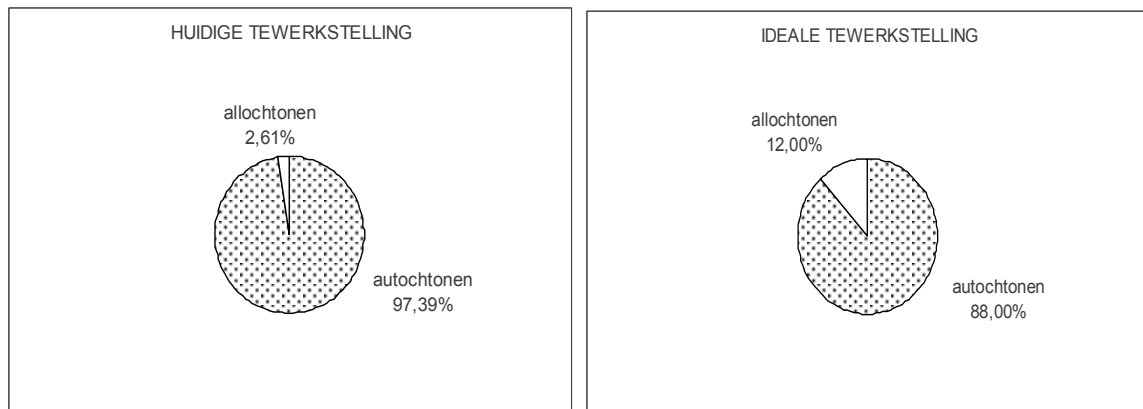 HUIDIGE TEWERKSTELLING
allochtonen
2,61%
autochtonen
97,39%
IDEALE TEWERKSTELLING
allochtonen
12,00%
autochtonen
88,00%